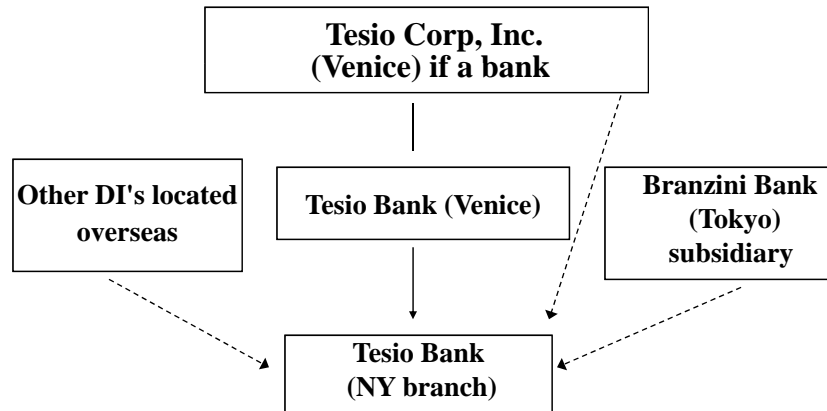 Tesio Corp, Inc.
(Venice) if a bank
Other DI's located
overseas
Tesio Bank (Venice)
Branzini Bank
(Tokyo)
subsidiary
Tesio Bank
(NY branch)